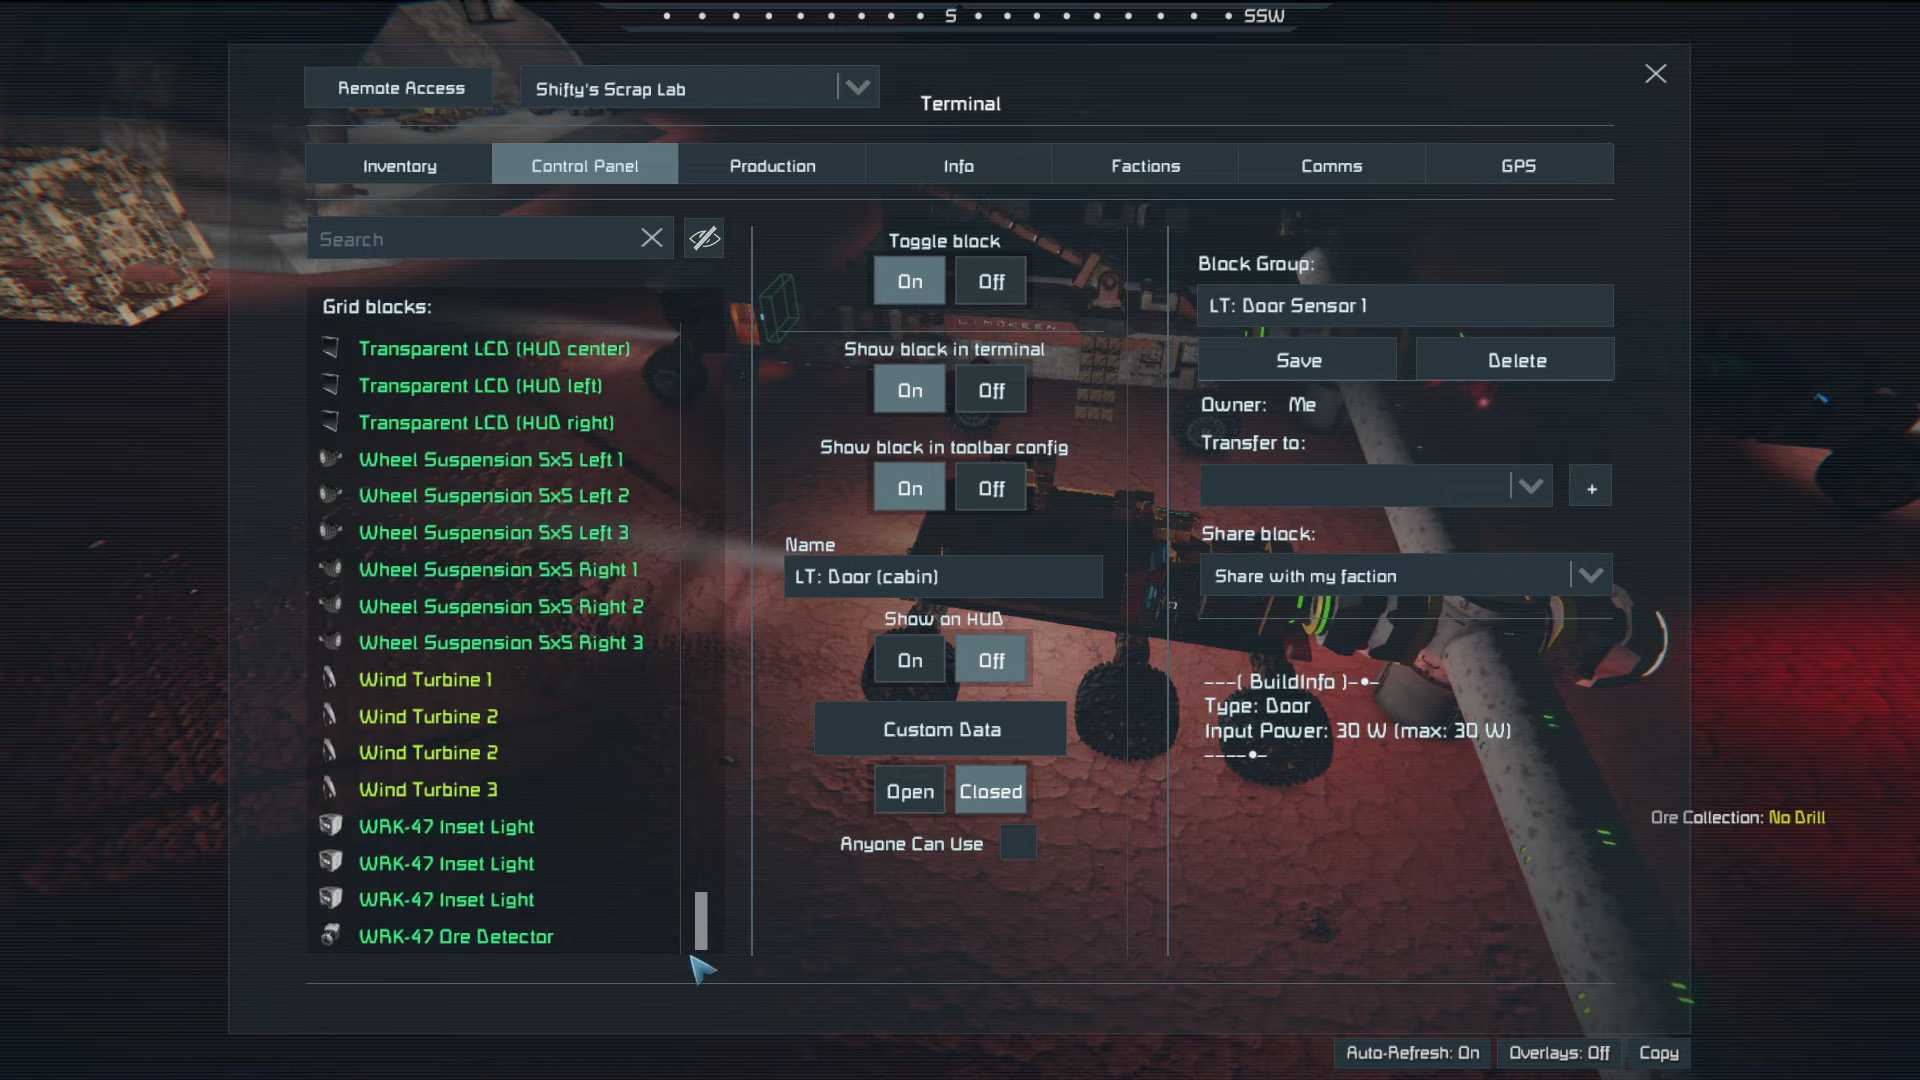 S
SSW
Remote Access
Shifty's Scrap Lab
Terminal
Inventory
Control Panel
Production
Info
Factions
Comms
GPS
Search
Grid blocks:
Transparent LCD (HUD center)
Transparent LCD (HUD left)
Transparent LCD (HUD right)
Wheel Suspension 5x5 Left 1
Wheel Suspension 5x5 Left 2
Wheel Suspension 5x5 Left 3
Wheel Suspension 5x5 Right 1
Wheel Suspension 5x5 Right 2
Wheel Suspension 5x5 Right 3
Wind Turbine 1
Wind Turbine 2
Wind Turbine 2
Wind Turbine 3
WRK-47 Inset Light
WRK-47 Inset Light
WRK-47 Inset Light
WRK-47 Ore Detector
Toggle block
On Off
Show block in terminal
On Off
Show block in toolbar config
On Off
Name
LT: Door (cabin)
Show on HUD
On Off
Custom Data
Open Closed
Anyone Can Use
Block Group:
LT: Door Sensor 1
Save
Delete
Owner: Me
Transfer to:
+
Share block:
Share with my faction
---( BuildInfo )-•-
Type: Door
Input Power: 30 W (max: 30 W)
----•-
Ore Collection: No Drill
Auto-Refresh: On
Overlays: Off
Copy